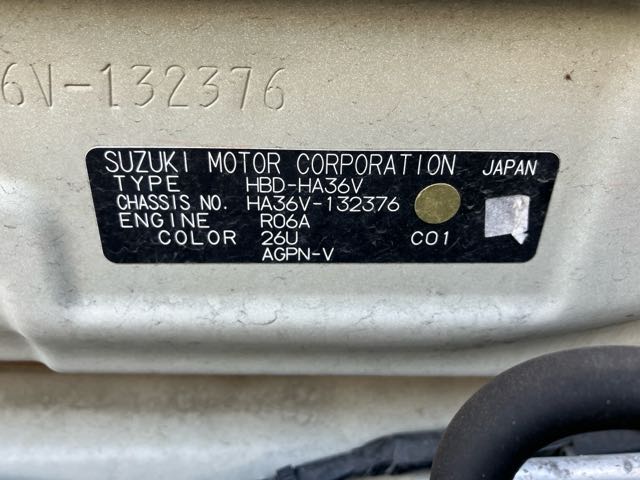 6V-132376
SUZUKI MOTOR CORPORATION JAPAN
TYPE HBD-HA36V
CHASSIS NO. HA36V-132376
ENGINE R06A
COLOR 26U C01
AGPN-V